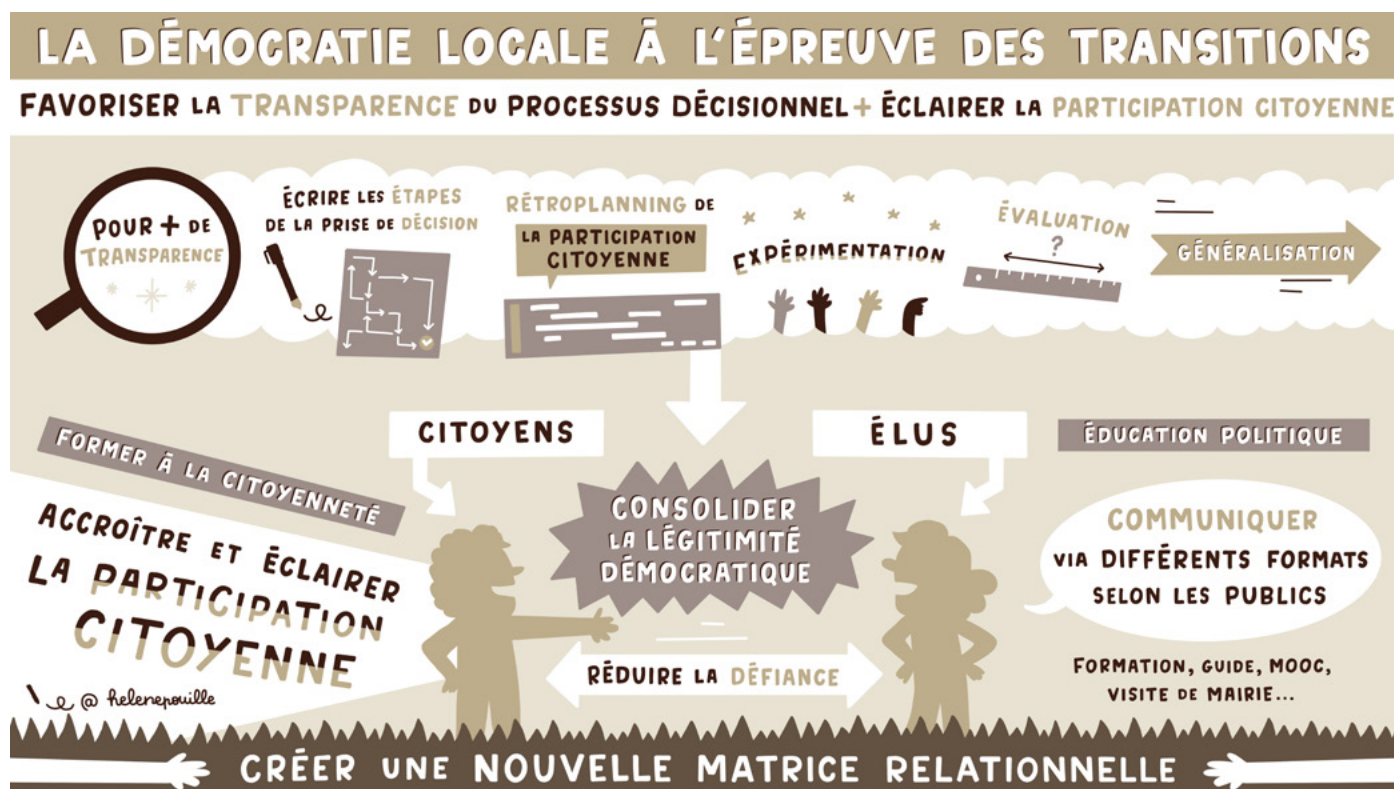 LA DÉMOCRATIE LOCALE À L'ÉPREUVE DES TRANSITIONS
FAVORISER LA TRANSPARENCE DU PROCESSUS DÉCISIONNEL + ÉCLAIRER LA PARTICIPATION CITOYENNE
POUR + DE
TRANSPARENCE
ÉCRIRE LES ÉTAPES
DE LA PRISE DE DÉCISION
RÉTROPLANNING DE
LA PARTICIPATION
CITOYENNE
EXPÉRIMENTATION
ÉVALUATION
?
GÉNÉRALISATION
FORMER À LA CITOYENNETÉ
ACCROÎTRE ET ÉCLAIRER
LA PARTICIPATION
CITOYENNE
@ helenepouille
CITOYENS
ÉLUS
CONSOLIDER
LA LÉGITIMITÉ
DÉMOCRATIQUE
RÉDUIRE LA DÉFIANCE
ÉDUCATION POLITIQUE
COMMUNIQUER
VIA DIFFÉRENTS FORMATS
SELON LES PUBLICS
FORMATION, GUIDE, MOOC,
VISITE DE MAIRIE...
CRÉER UNE NOUVELLE MATRICE RELATIONNELLE